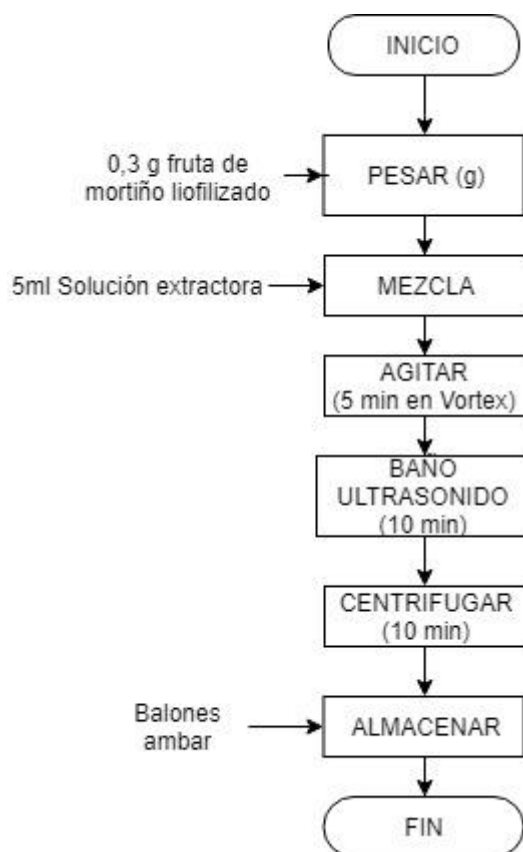 INICIO
0,3 g fruta de
mortiño liofilizado
PESAR (g)
5ml Solución extractora
MEZCLA
AGITAR
(5 min en Vortex)
BAÑO
ULTRASONIDO
(10 min)
CENTRIFUGAR
(10 min)
Balones
ambar
ALMACENAR
FIN